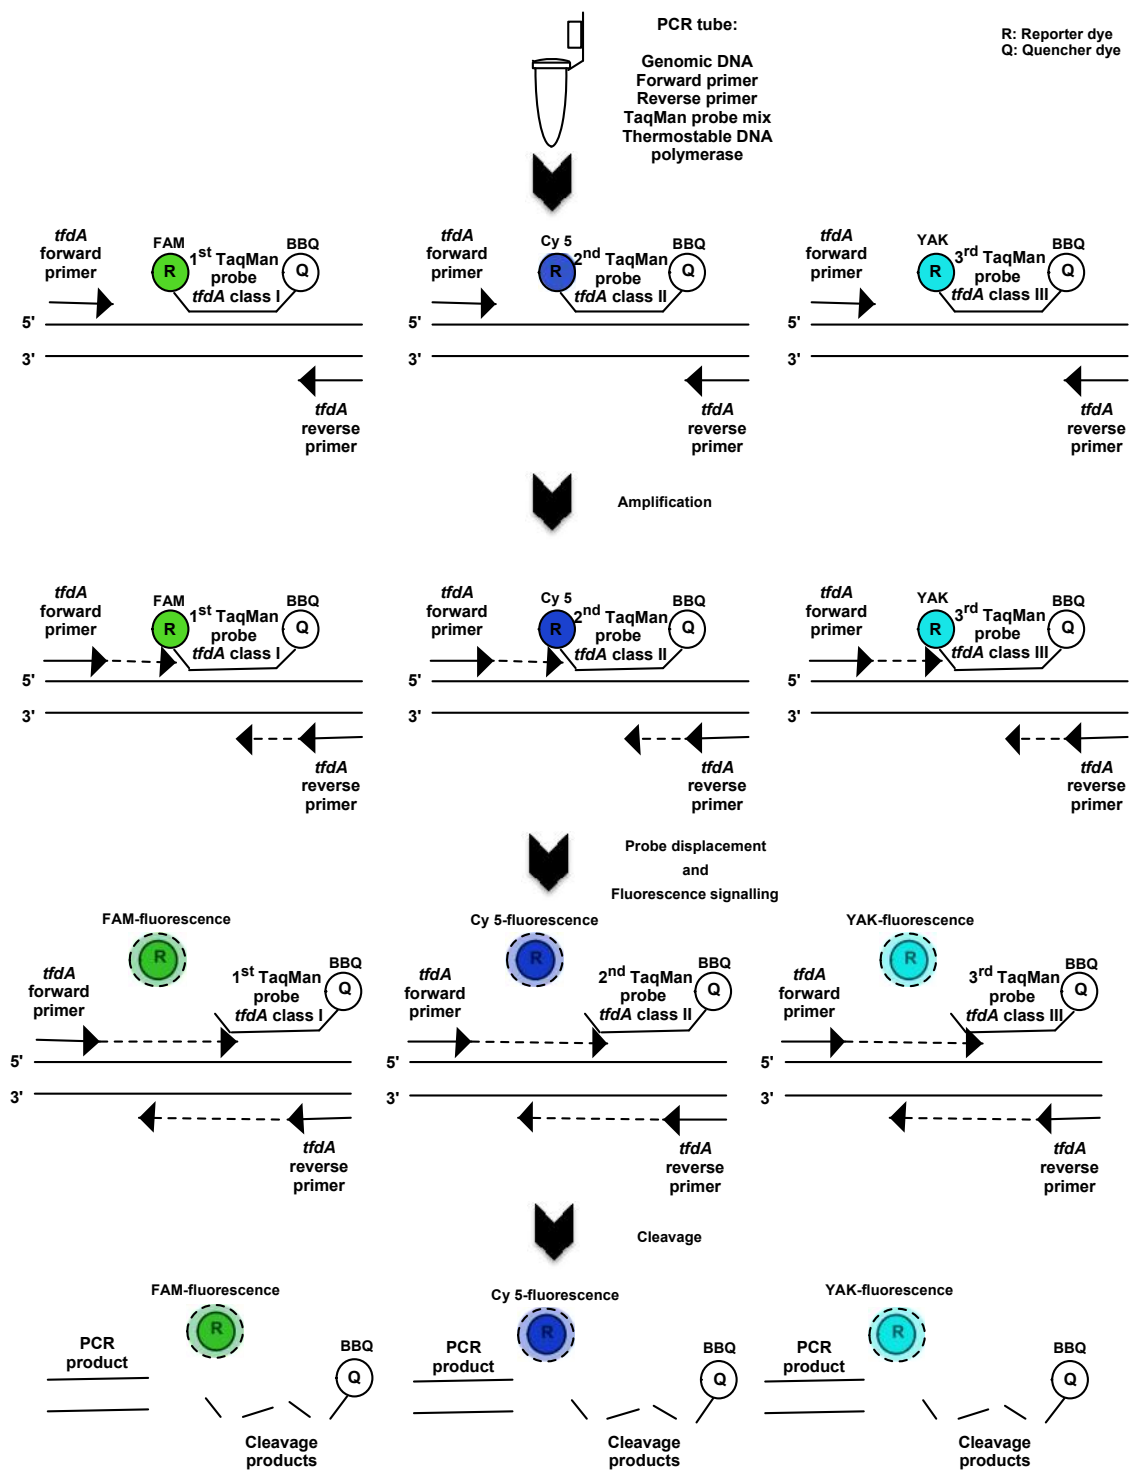 PCR tube:
R: Reporter dye
Q: Quencher dye
Genomic DNA
Forward primer
Reverse primer
TaqMan probe mix
Thermostable DNA
polymerase
tfdA
forward
primer
FAM
R
1st TaqMan
probe
tfdA class I
BBQ
Q
tfdA
forward
primer
Cy 5
R
2nd TaqMan
probe
tfdA class II
BBQ
Q
tfdA
forward
primer
YAK
R
3rd TaqMan
probe
tfdA class III
BBQ
Q
5'
3'
tfdA
reverse
primer
5'
3'
tfdA
reverse
primer
5'
3'
tfdA
reverse
primer
Amplification
tfdA
forward
primer
FAM
R
1st TaqMan
probe
tfdA class I
BBQ
Q
tfdA
forward
primer
Cy 5
R
2nd TaqMan
probe
tfdA class II
BBQ
Q
tfdA
forward
primer
YAK
R
3rd TaqMan
probe
tfdA class III
BBQ
Q
5'
3'
tfdA
reverse
primer
5'
3'
tfdA
reverse
primer
5'
3'
tfdA
reverse
primer
Probe displacement
and
Fluorescence signalling
FAM-fluorescence
R
tfdA
forward
primer
1st TaqMan
probe
tfdA class I
BBQ
Q
Cy 5-fluorescence
R
tfdA
forward
primer
2nd TaqMan
probe
tfdA class II
BBQ
Q
YAK-fluorescence
R
tfdA
forward
primer
3rd TaqMan
probe
tfdA class III
BBQ
Q
5'
3'
tfdA
reverse
primer
5'
3'
tfdA
reverse
primer
5'
3'
tfdA
reverse
primer
Cleavage
FAM-fluorescence
R
PCR
product
BBQ
Q
Cleavage
products
Cy 5-fluorescence
R
PCR
product
BBQ
Q
Cleavage
products
YAK-fluorescence
R
PCR
product
BBQ
Q
Cleavage
products